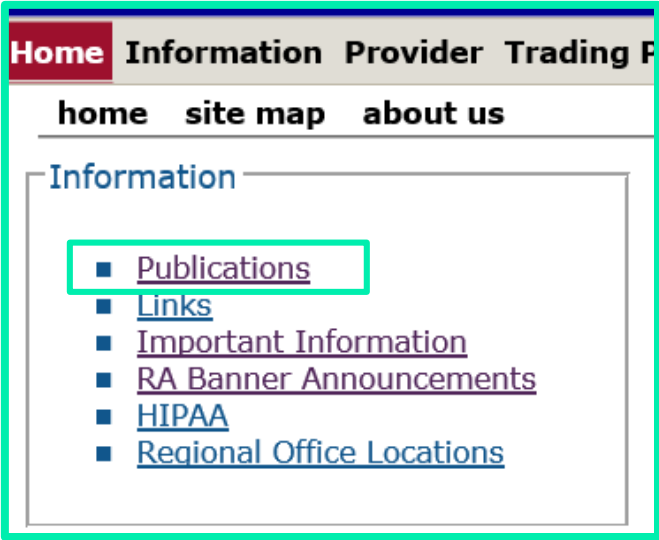 Home Information Provider Trading P
home site map about us
Information
Publications
Links
Important Information
RA Banner Announcements
HIPAA
Regional Office Locations